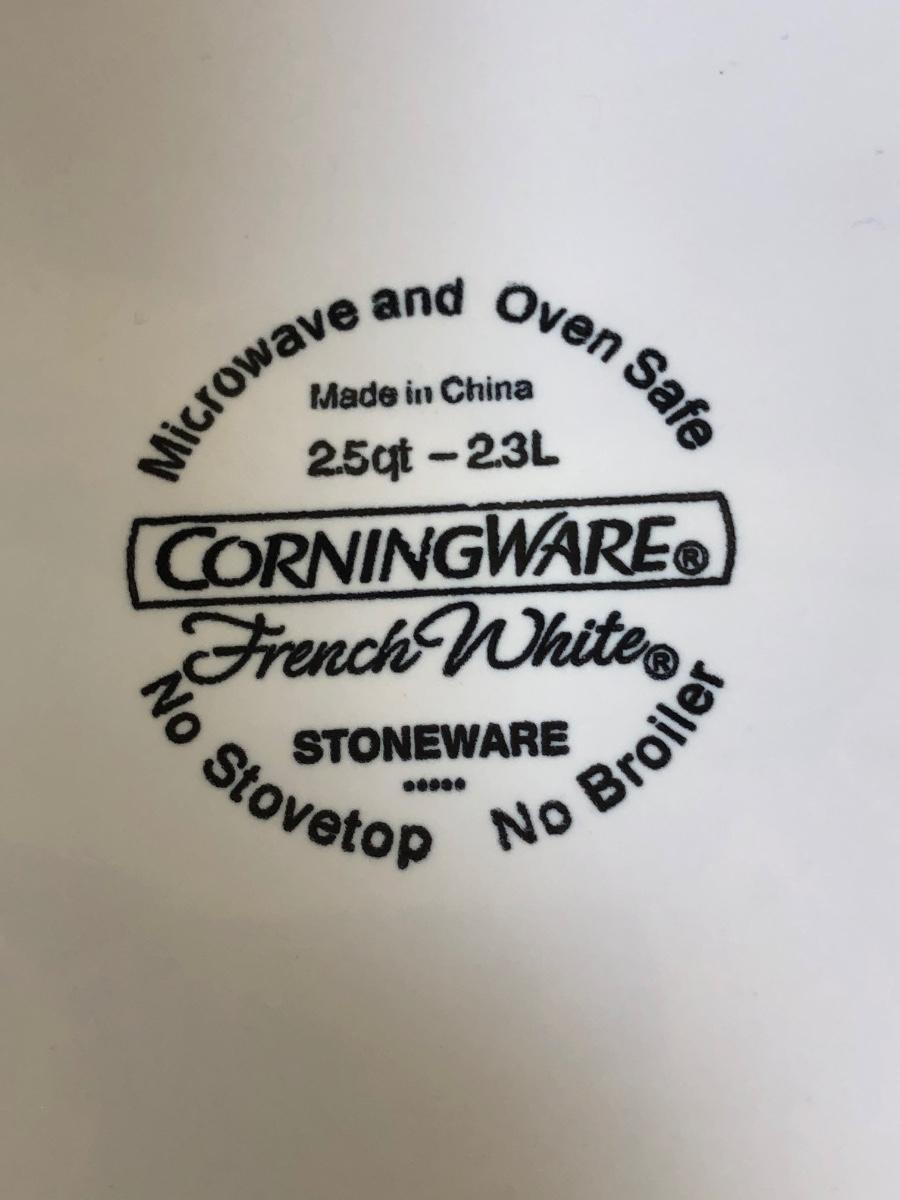 Microwave and Oven Safe
Made in China
2.5qt – 2.3L
CORNINGWARE®
French White®
STONEWARE
•••••
No Stovetop No Broiler